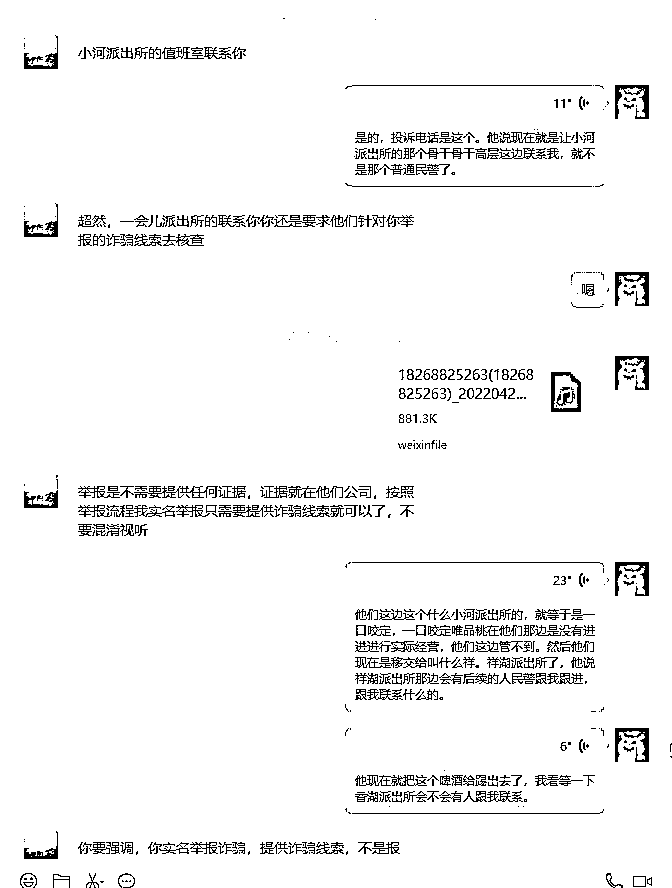 小河派出所的值班室联系你
11"
是的，投诉电话是这个。他说现在就是让小河
派出所的那个骨干骨干高层这边联系我，就不
是那个普通民警了。
超然，一会儿派出所的联系你你还是要求他们针对你举
报的诈骗线索去核查
嗯
18268825263(18268
825263)_2022042...
881.3K
weixinfile
举报是不需要提供任何证据，证据就在他们公司，按照
举报流程我实名举报只需要提供诈骗线索就可以了，不
要混淆视听
23"
他们这边这个什么小河派出所的，就等于是一
口咬定，一口咬定唯品桃在他们那边是没有进
进进行实际经营，他们这边管不到。然后他们
现在是移交给叫什么祥。祥湖派出所了，他说
祥湖派出所那边会有后续的人民警跟我跟进，
跟我联系什么的。
6"
他现在就把这个啤酒给踢出去了，我看等一下
香湖派出所会不会有人跟我联系。
你要强调，你实名举报诈骗，提供诈骗线索，不是报